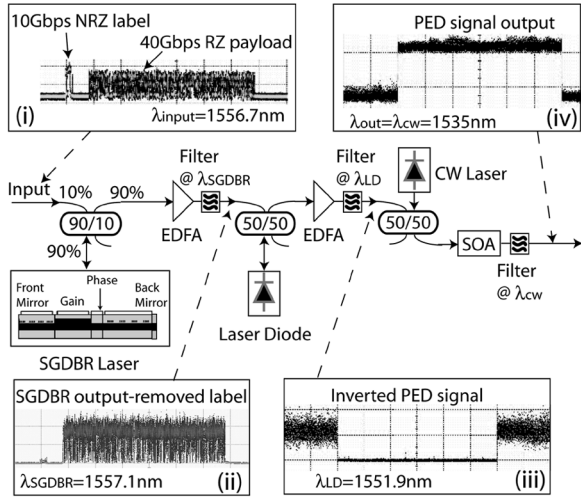 10Gbps NRZ label
40Gbps RZ payload
(i)
λinput=1556.7nm
PED signal output
λout=λcw=1535nm
(iv)
Input
10%
90%
90/10
90%
EDFA
Filter
@ λSGDBR
50/50
Laser Diode
EDFA
Filter
@ λLD
CW Laser
50/50
SOA
Filter
@ λcw
Front
Mirror
Gain
Phase
Back
Mirror
SGDBR Laser
SGDBR output-removed label
λSGDBR=1557.1nm
(ii)
Inverted PED signal
λLD=1551.9nm
(iii)